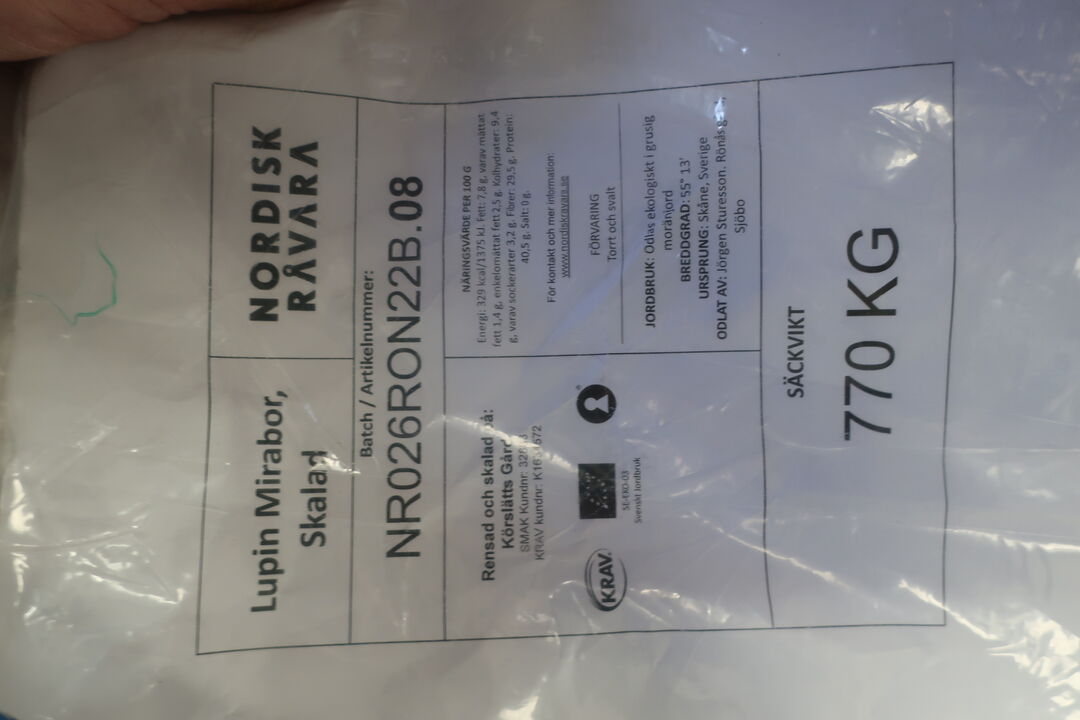 Lupin Mirabor,
Skalad
NORDISK
RÅVARA
Batch / Artikelnummer:
NR026RON22B.08
Rensad och skalad på:
Körslätts Gård
SMAK Kundnr:
KRAV kundnr:
KRAV
SE-EKO-03
Svenskt Jordbruk
NÄRINGSVÄRDE PER 100 G
Energi: 329 kcal/1375 kJ. Fett: 7,8 g, varav mättat
fett 1,4 g, enkelomättat fett 2,5 g. Kolhydrater: 9,4
g, varav sockerarter 3,2 g. Fibrer: 29,5 g. Protein:
40,5 g. Salt: 0 g.
För kontakt och mer information:
www.nordiskravara.se
FÖRVARING
Torrt och svalt
JORDBRUK: Odlas ekologiskt i grusig
moränjord
BREDDGRAD: 55° 13'
URSPRUNG: Skåne, Sverige
ODLAT AV: Jörgen Sturesson. Rönås
Sjöbo
SÄCKVIKT
770 KG